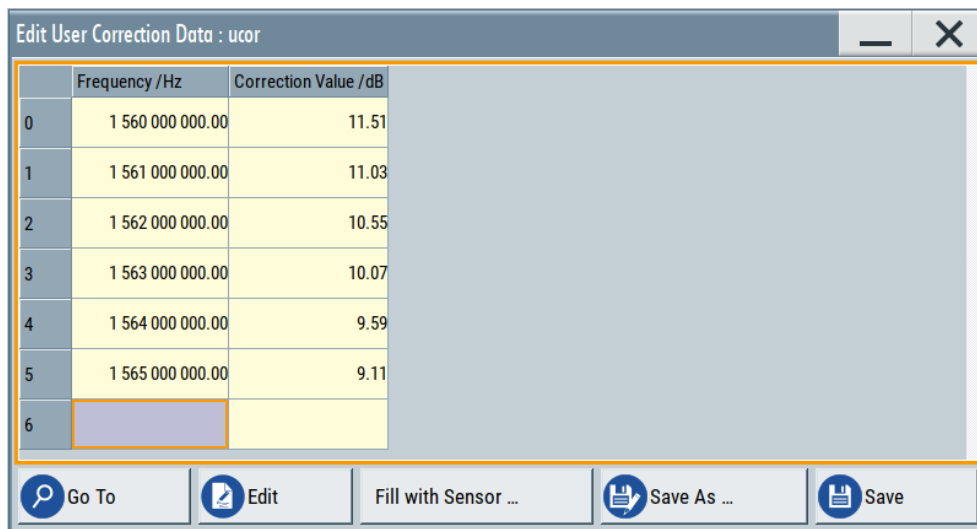 Edit User Correction Data : ucor
Frequency /Hz Correction Value /dB
0 1 560 000 000.00 11.51
1 1 561 000 000.00 11.03
2 1 562 000 000.00 10.55
3 1 563 000 000.00 10.07
4 1 564 000 000.00 9.59
5 1 565 000 000.00 9.11
6
Go To Edit Fill with Sensor ... Save As ... Save